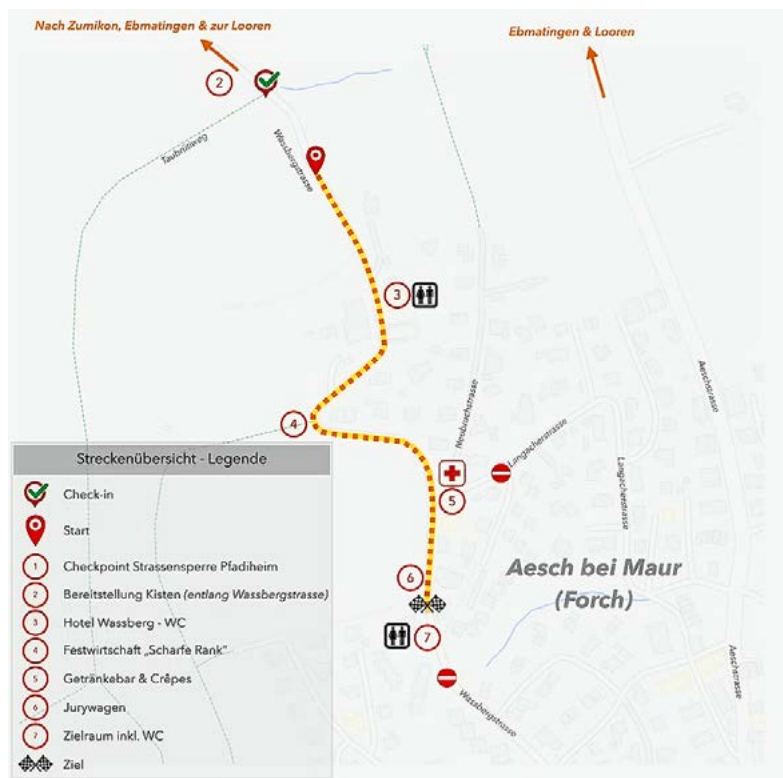 Nach Zumikon, Ebmatingen & zur Looren
Ebmatingen & Looren
2
Taubrütiweg
Wassbergstrasse
3
Neubruchstrasse
Aeschstrasse
4
Langacherstrasse
Langacherstrasse
5
6
Aesch bei Maur
(Forch)
7
Wassbergstrasse
Aeschstrasse
Streckenübersicht - Legende
Check-in
Start
1 Checkpoint Strassensperre Pfadiheim
2 Bereitstellung Kisten (entlang Wassbergstrasse)
3 Hotel Wassberg - WC
4 Festwirtschaft „Scharfe Rank"
5 Getränkebar & Crêpes
6 Jurywagen
7 Zielraum inkl. WC
Ziel